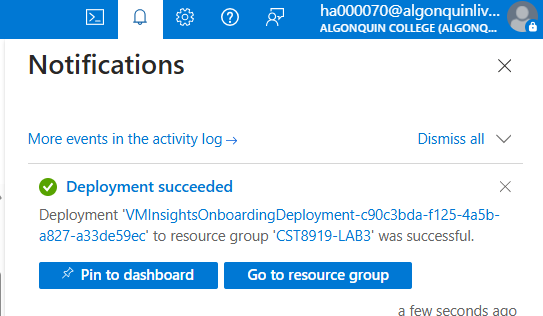 ha000070@algonquinliv...
ALGONQUIN COLLEGE (ALGONQ...
Notifications
More events in the activity log →
Dismiss all
Deployment succeeded
Deployment 'VMInsightsOnboardingDeployment-c90c3bda-f125-4a5b-
a827-a33de59ec' to resource group 'CST8919-LAB3' was successful.
Pin to dashboard
Go to resource group
a few seconds ago